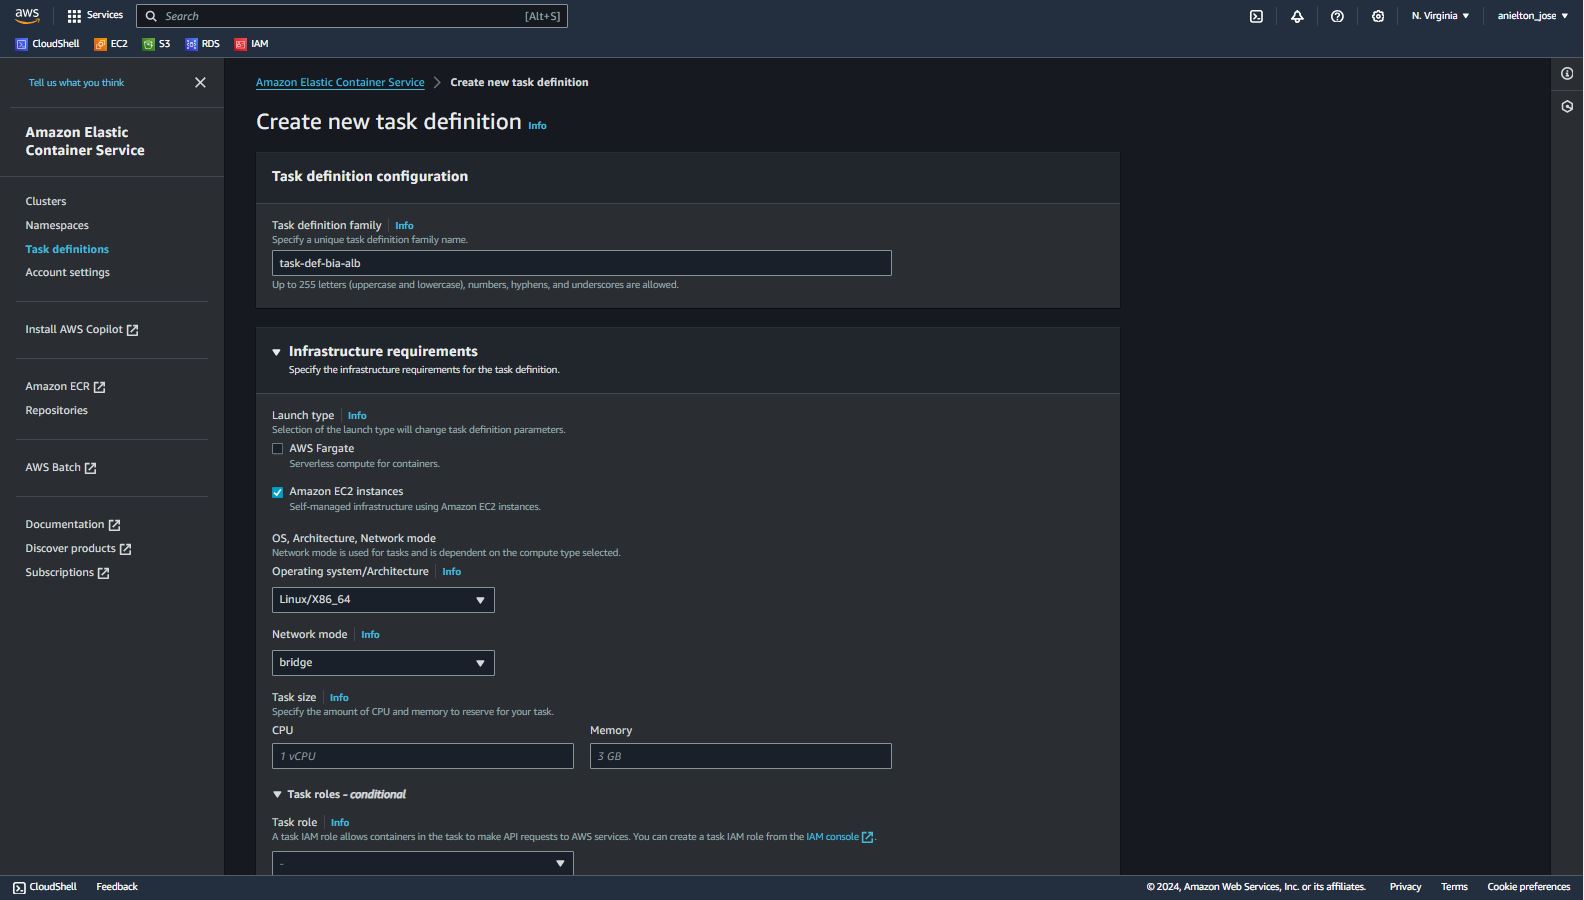 aws
Services
Search
[Alt+S]
N. Virginia
anielton_jose
CloudShell
EC2
S3
RDS
IAM
Tell us what you think
Amazon Elastic
Container Service
Clusters
Namespaces
Task definitions
Account settings
Install AWS Copilot
Amazon ECR
Repositories
AWS Batch
Documentation
Discover products
Subscriptions
Amazon Elastic Container Service
Create new task definition
Create new task definition Info
Task definition configuration
Task definition family Info
Specify a unique task definition family name.
task-def-bia-alb
Up to 255 letters (uppercase and lowercase), numbers, hyphens, and underscores are allowed.
Infrastructure requirements
Specify the infrastructure requirements for the task definition.
Launch type Info
Selection of the launch type will change task definition parameters.
AWS Fargate
Serverless compute for containers.
Amazon EC2 instances
Self-managed infrastructure using Amazon EC2 instances.
OS, Architecture, Network mode
Network mode is used for tasks and is dependent on the compute type selected.
Operating system/Architecture Info
Linux/X86_64
Network mode Info
bridge
Task size Info
Specify the amount of CPU and memory to reserve for your task.
CPU
Memory
1 vCPU
3 GB
Task roles - conditional
Task role Info
A task IAM role allows containers in the task to make API requests to AWS services. You can create a task IAM role from the IAM console.
-
CloudShell
Feedback
© 2024, Amazon Web Services, Inc. or its affiliates.
Privacy
Terms
Cookie preferences